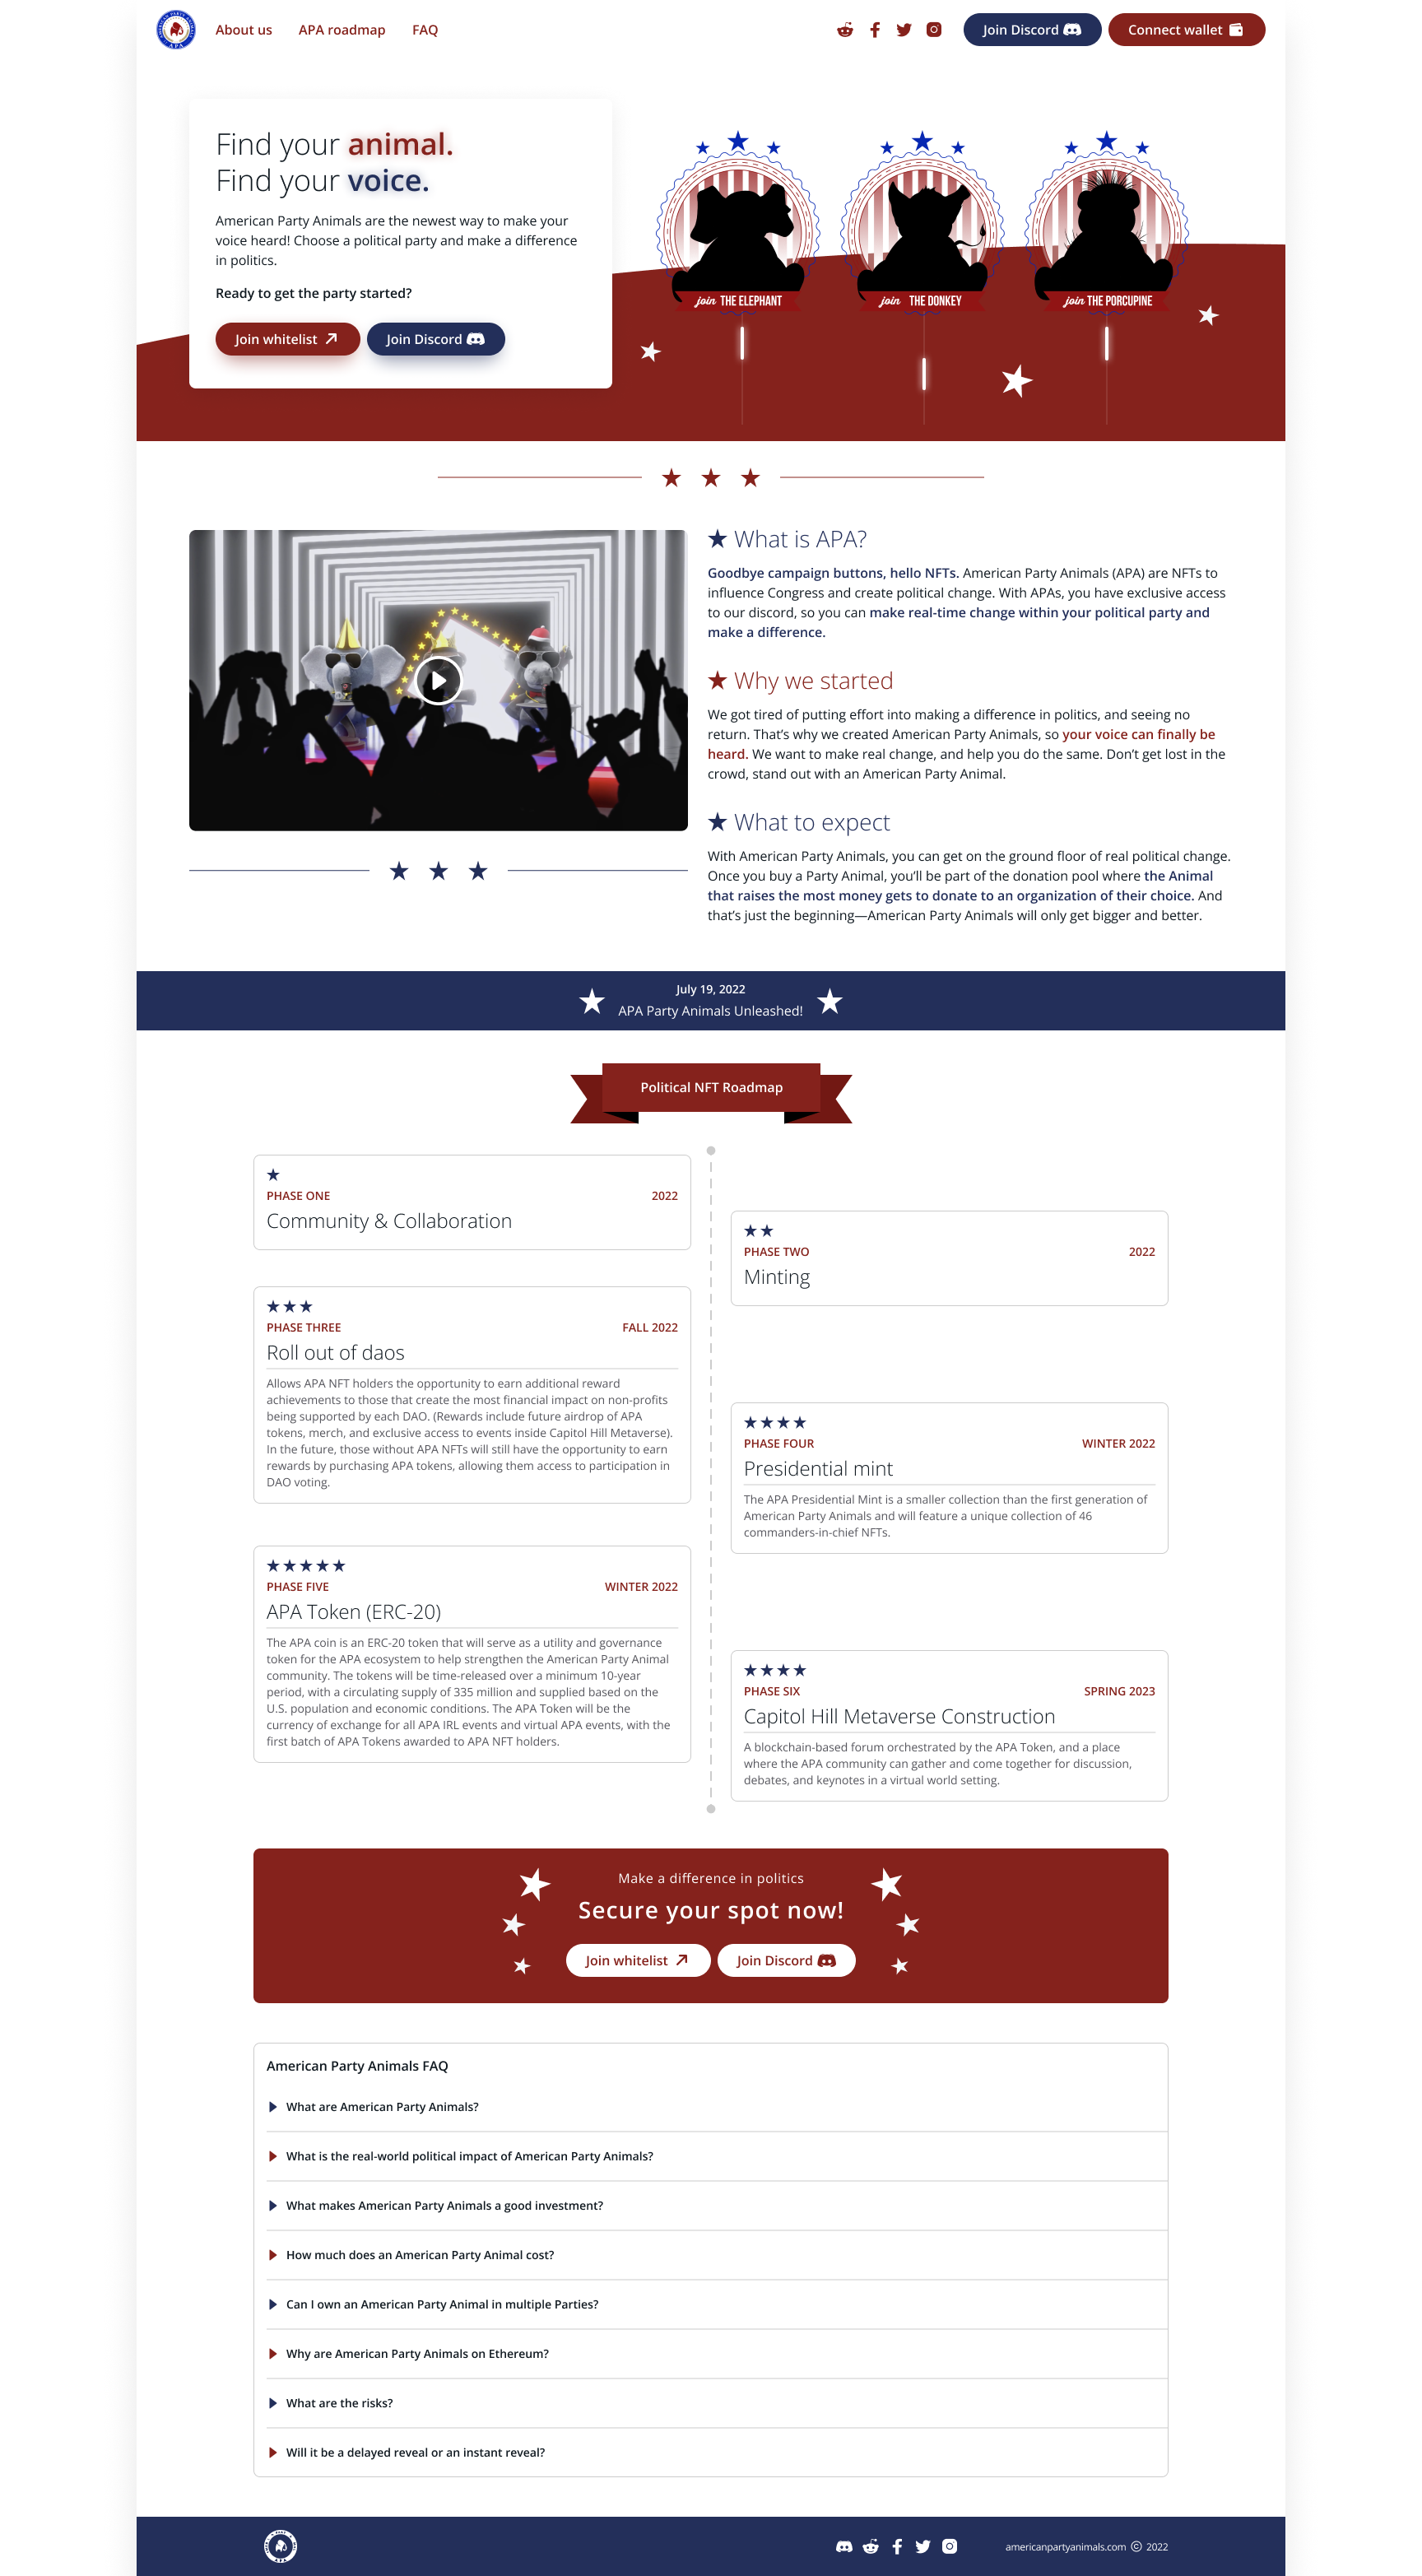 About us
APA roadmap
FAQ
Join Discord
Connect wallet
Find your animal.
Find your voice.
American Party Animals are the newest way to make your
voice heard! Choose a political party and make a difference
in politics.
Ready to get the party started?
Join whitelist
Join Discord
join THE ELEPHANT
join THE DONKEY
join THE PORCUPINE
What is APA?
Goodbye campaign buttons, hello NFTs. American Party Animals (APA) are NFTs to
influence Congress and create political change. With APAs, you have exclusive access
to our discord, so you can make real-time change within your political party and
make a difference.
Why we started
We got tired of putting effort into making a difference in politics, and seeing no
return. That’s why we created American Party Animals, so your voice can finally be
heard. We want to make real change, and help you do the same. Don’t get lost in the
crowd, stand out with an American Party Animal.
What to expect
With American Party Animals, you can get on the ground floor of real political change.
Once you buy a Party Animal, you’ll be part of the donation pool where the Animal
that raises the most money gets to donate to an organization of their choice. And
that’s just the beginning—American Party Animals will only get bigger and better.
July 19, 2022
APA Party Animals Unleashed!
Political NFT Roadmap
PHASE ONE 2022
Community & Collaboration
PHASE TWO 2022
Minting
PHASE THREE FALL 2022
Roll out of daos
Allows APA NFT holders the opportunity to earn additional reward
achievements to those that create the most financial impact on non-profits
being supported by each DAO. (Rewards include future airdrop of APA
tokens, merch, and exclusive access to events inside Capitol Hill Metaverse).
In the future, those without APA NFTs will still have the opportunity to earn
rewards by purchasing APA tokens, allowing them access to participation in
DAO voting.
PHASE FOUR WINTER 2022
Presidential mint
The APA Presidential Mint is a smaller collection than the first generation of
American Party Animals and will feature a unique collection of 46
commanders-in-chief NFTs.
PHASE FIVE WINTER 2022
APA Token (ERC-20)
The APA coin is an ERC-20 token that will serve as a utility and governance
token for the APA ecosystem to help strengthen the American Party Animal
community. The tokens will be time-released over a minimum 10-year
period, with a circulating supply of 335 million and supplied based on the
U.S. population and economic conditions. The APA Token will be the
currency of exchange for all APA IRL events and virtual APA events, with the
first batch of APA Tokens awarded to APA NFT holders.
PHASE SIX SPRING 2023
Capitol Hill Metaverse Construction
A blockchain-based forum orchestrated by the APA Token, and a place
where the APA community can gather and come together for discussion,
debates, and keynotes in a virtual world setting.
Make a difference in politics
Secure your spot now!
Join whitelist
Join Discord
American Party Animals FAQ
What are American Party Animals?
What is the real-world political impact of American Party Animals?
What makes American Party Animals a good investment?
How much does an American Party Animal cost?
Can I own an American Party Animal in multiple Parties?
Why are American Party Animals on Ethereum?
What are the risks?
Will it be a delayed reveal or an instant reveal?
americanpartyanimals.com © 2022